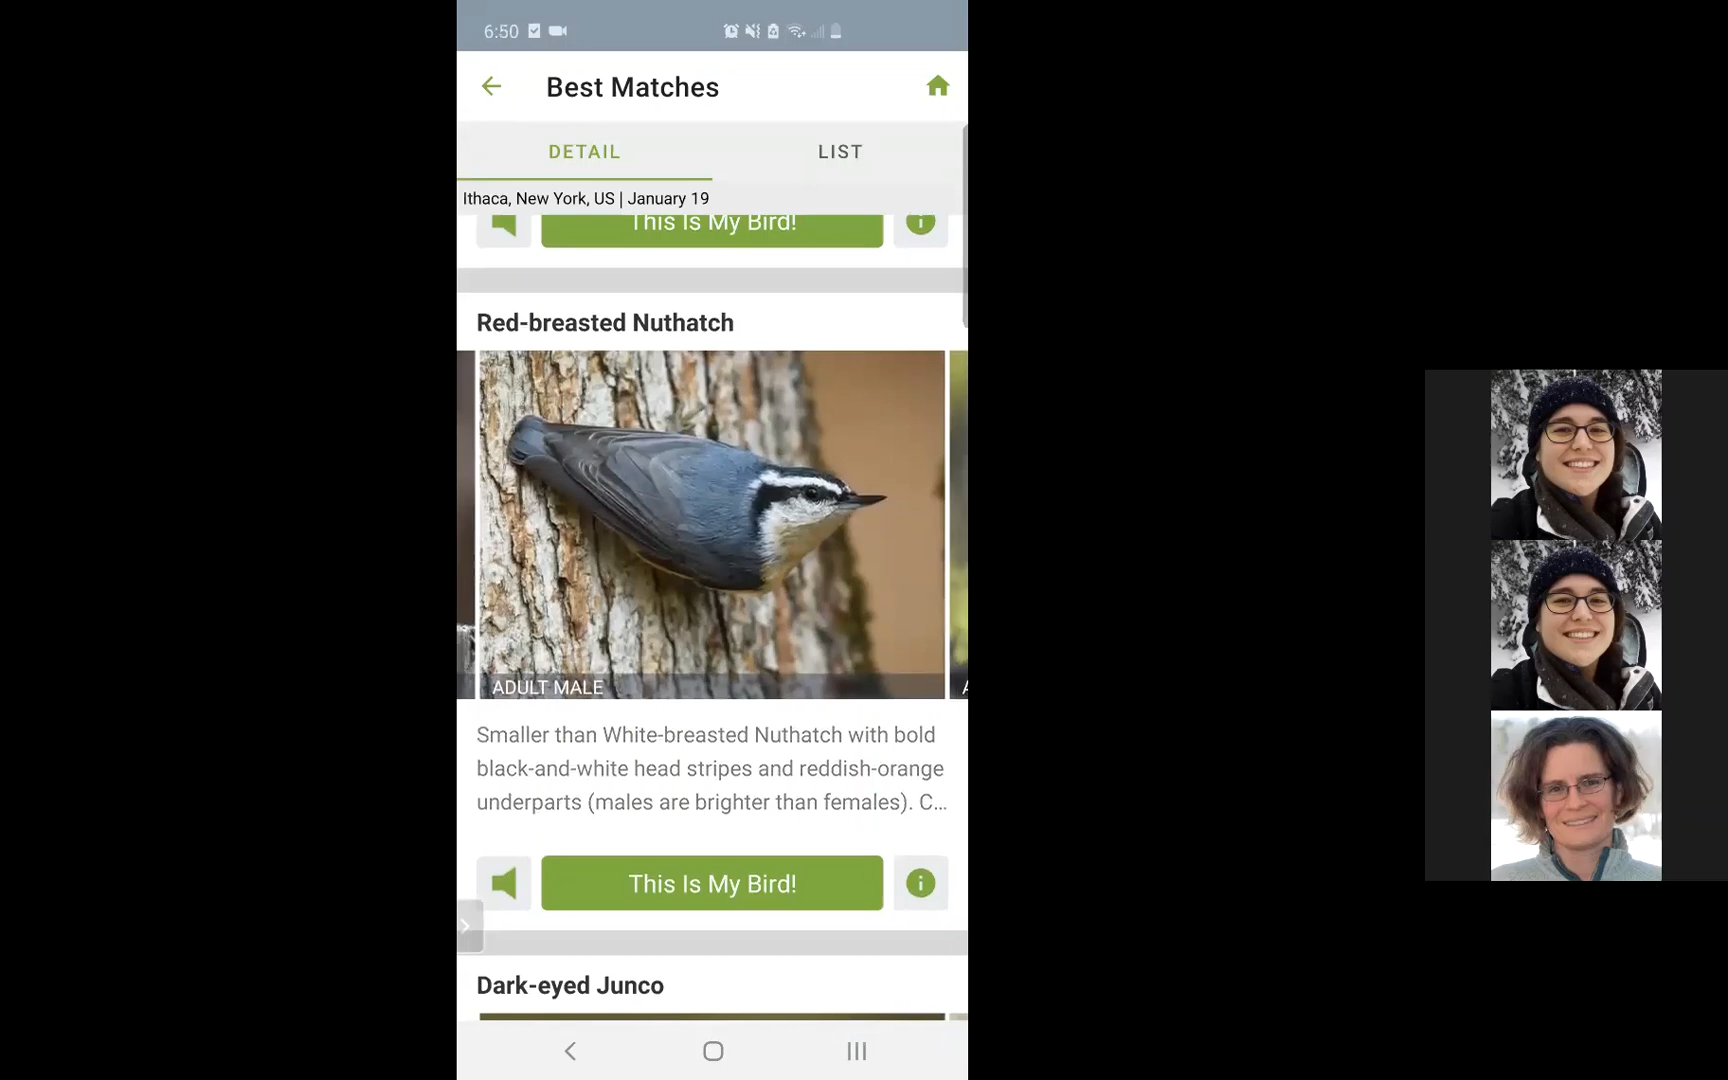 6:50
Best Matches
DETAIL
LIST
Ithaca, New York, US | January 19
This Is My Bird!
Red-breasted Nuthatch
ADULT MALE
A
Smaller than White-breasted Nuthatch with bold
black-and-white head stripes and reddish-orange
underparts (males are brighter than females). C...
This Is My Bird!
Dark-eyed Junco